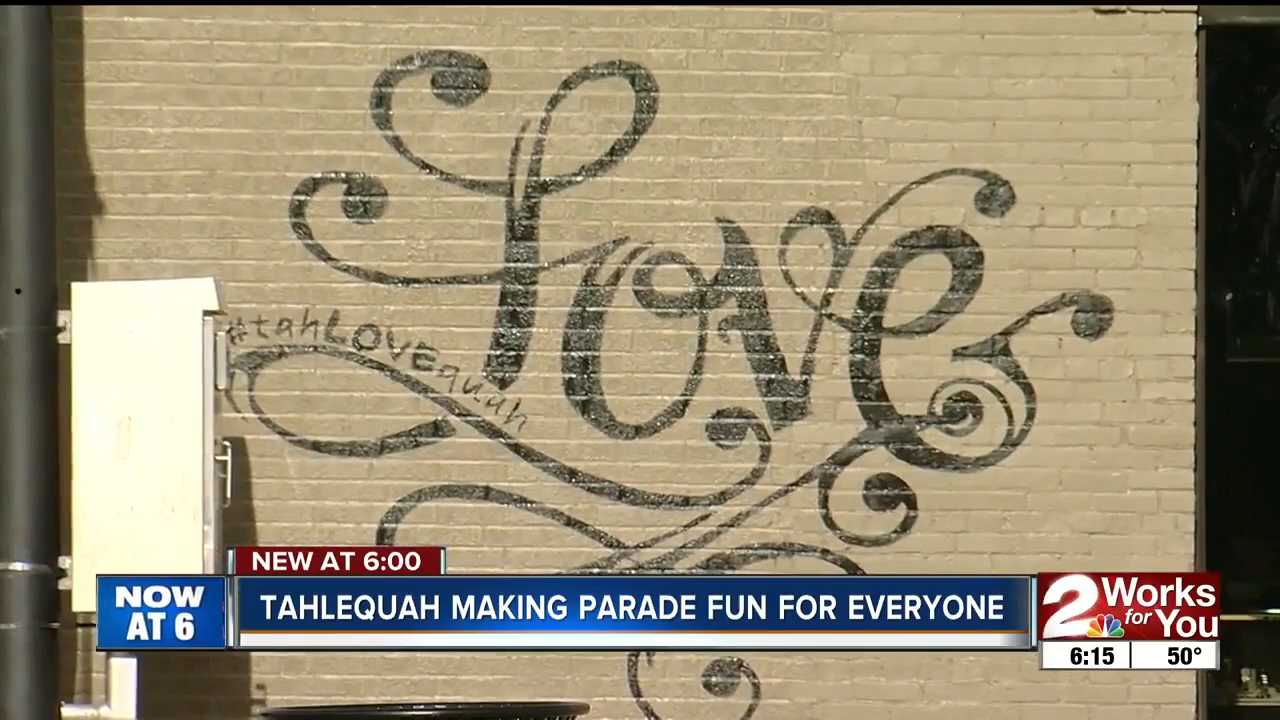 Love
#tahLOVEquah
NEW AT 6:00
NOW
AT 6
TAHLEQUAH MAKING PARADE FUN FOR EVERYONE
2 Works
for You
6:15 50°